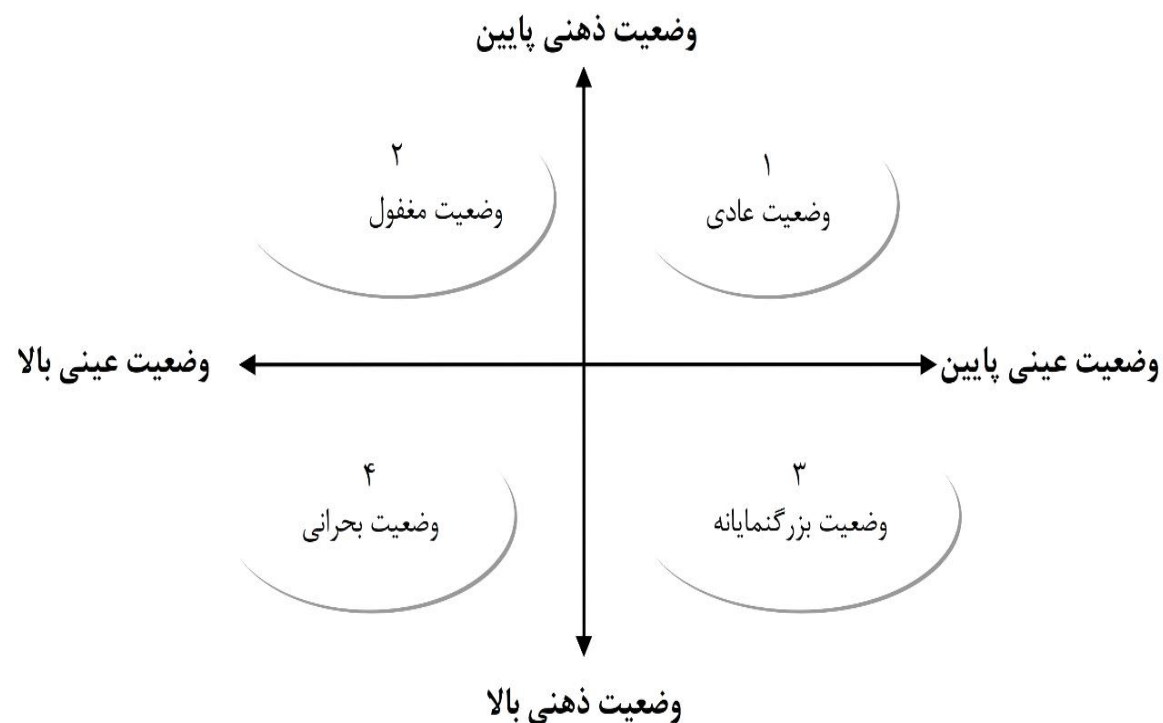 وضعیت ذهنی پایین
۱
وضعیت عادی
۲
وضعیت مغفول
وضعیت عینی پایین
وضعیت عینی بالا
۳
وضعیت بزرگنمایانه
۴
وضعیت بحرانی
وضعیت ذهنی بالا